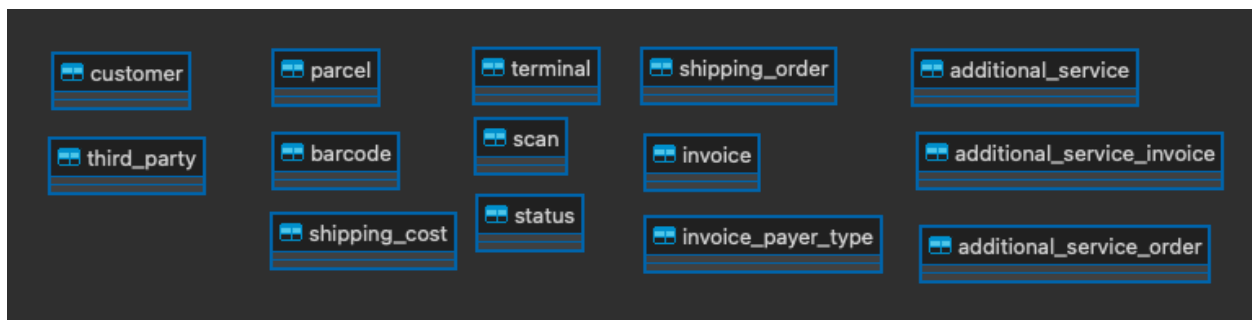 customer
parcel
terminal
shipping_order
additional_service
third_party
barcode
scan
invoice
additional_service_invoice
shipping_cost
status
invoice_payer_type
additional_service_order